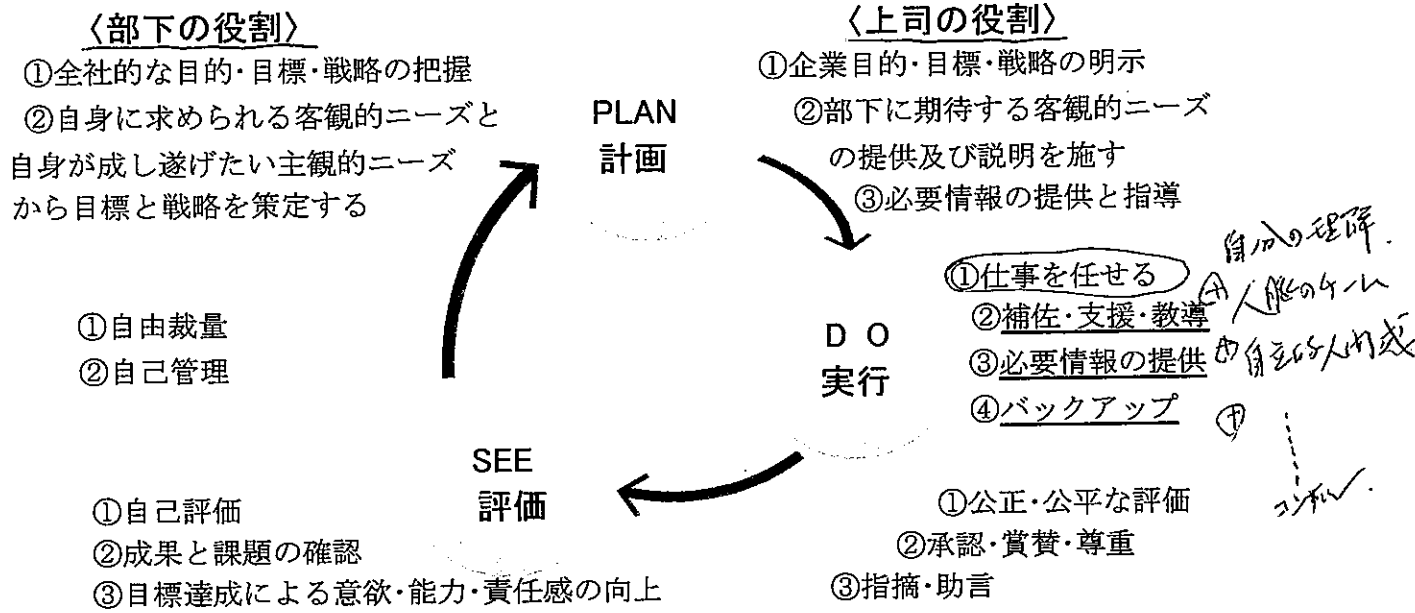 〈部下の役割〉
①全社的な目的・目標・戦略の把握
②自身に求められる客観的ニーズと
自身が成し遂げたい主観的ニーズ
から目標と戦略を策定する
〈上司の役割〉
①企業目的・目標・戦略の明示
②部下に期待する客観的ニーズ
の提供及び説明を施す
③必要情報の提供と指導
PLAN
計画
①自由裁量
②自己管理
DO
実行
①仕事を任せる
②補佐・支援・教導
③必要情報の提供
④バックアップ
自分の理解.
SEE
評価
①自己評価
②成果と課題の確認
③目標達成による意欲・能力・責任感の向上
①公正・公平な評価
②承認・賞賛・尊重
③指摘・助言